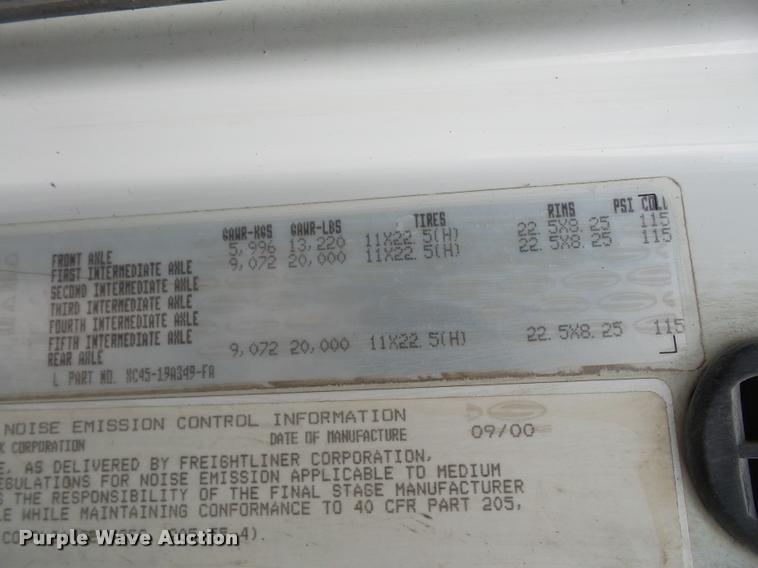 GAWR-KGS GAWR-LBS TIRES RIMS PSI COLD
FRONT AXLE 5,996 13,220 11X22.5(H) 22.5X8.25 115
FIRST INTERMEDIATE AXLE 9,072 20,000 11X22.5(H) 22.5X8.25 115
SECOND INTERMEDIATE AXLE
THIRD INTERMEDIATE AXLE
FOURTH INTERMEDIATE AXLE
FIFTH INTERMEDIATE AXLE
REAR AXLE 9,072 20,000 11X22.5(H) 22.5X8.25 115
L PART NO. XC45-19A349-FA
NOISE EMISSION CONTROL INFORMATION
K CORPORATION DATE OF MANUFACTURE 09/00
E, AS DELIVERED BY FREIGHTLINER CORPORATION,
EGULATIONS FOR NOISE EMISSION APPLICABLE TO MEDIUM
S THE RESPONSIBILITY OF THE FINAL STAGE MANUFACTURER
LE WHILE MAINTAINING CONFORMANCE TO 40 CFR PART 205,
Purple Wave Auction